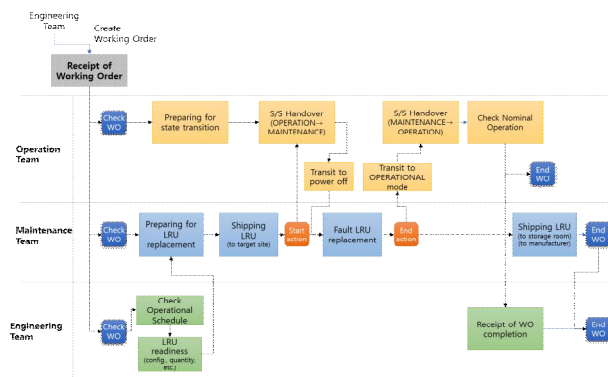 Engineering
Team
Create
Working Order
Receipt of
Working Order
Operation
Team
Check
WO
Preparing for
state transition
S/S Handover
(OPERATION→
MAINTENANCE)
Transit to
power off
S/S Handover
(MAINTENANCE→
OPERATION)
Transit to
OPERATIONAL
mode
Check Nominal
Operation
End
WO
Maintenance
Team
Check
WO
Preparing for
LRU
replacement
Shipping
LRU
(to target site)
Start
action
Fault LRU
replacement
End
action
Shipping LRU
(to storage room)
(to manufacturer)
End
WO
Engineering
Team
Check
WO
Check
Operational
Schedule
LRU
readiness
(config., quantity,
etc.)
Receipt of WO
completion
End
WO